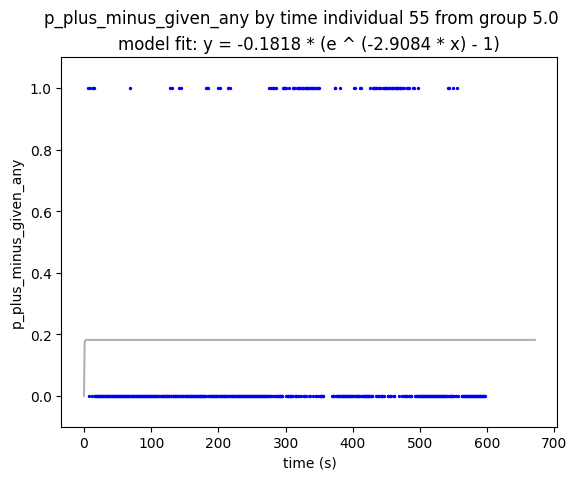 p_plus_minus_given_any by time individual 55 from group 5.0
model fit: y = -0.1818 * (e ^ (-2.9084 * x) - 1)
1.0
0.8
0.6
0.4
0.2
0.0
p_plus_minus_given_any
0 100 200 300 400 500 600 700
time (s)